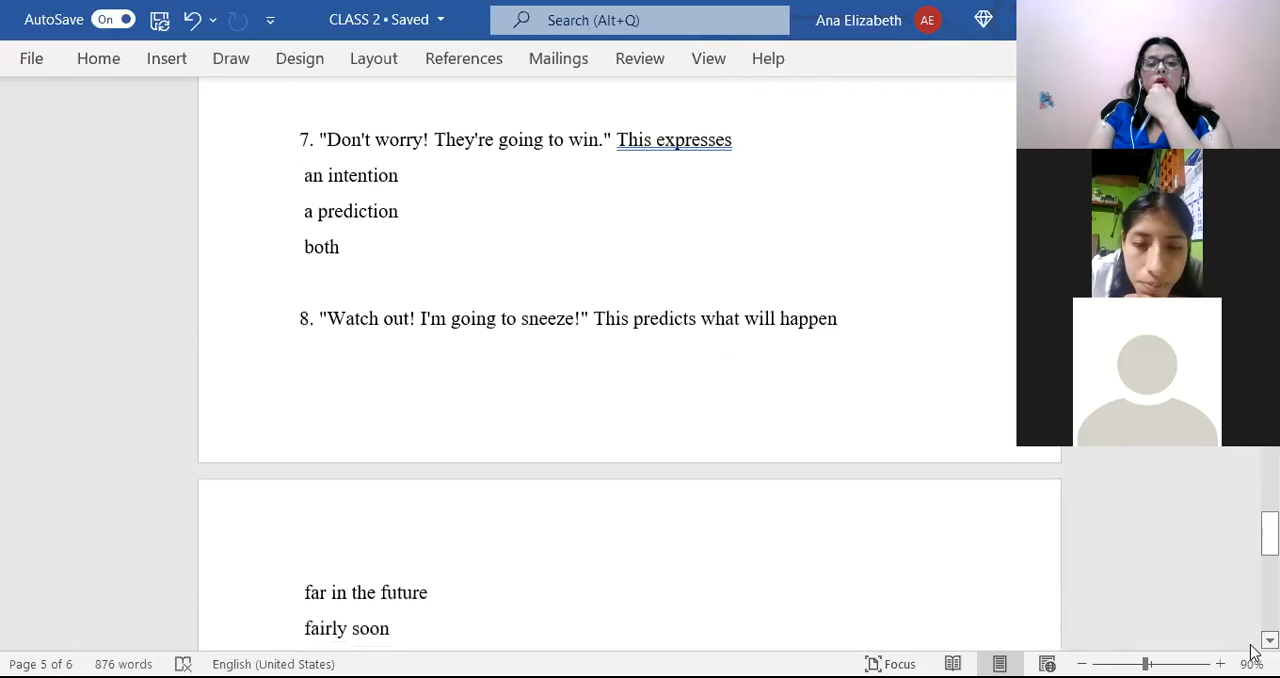 AutoSave On CLASS 2 • Saved Search (Alt+Q) Ana Elizabeth AE
File Home Insert Draw Design Layout References Mailings Review View Help
7. "Don't worry! They're going to win." This expresses
an intention
a prediction
both
8. "Watch out! I'm going to sneeze!" This predicts what will happen
far in the future
fairly soon
Page 5 of 6 876 words English (United States) Focus 90%